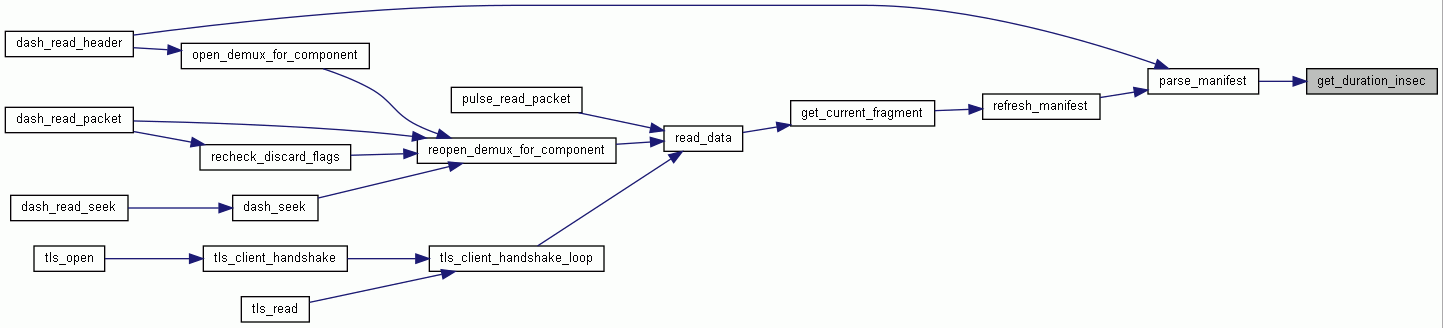 dash_read_header
open_demux_for_component
parse_manifest
get_duration_insec
pulse_read_packet
refresh_manifest
dash_read_packet
get_current_fragment
read_data
recheck_discard_flags
reopen_demux_for_component
dash_read_seek
dash_seek
tls_open
tls_client_handshake
tls_client_handshake_loop
tls_read